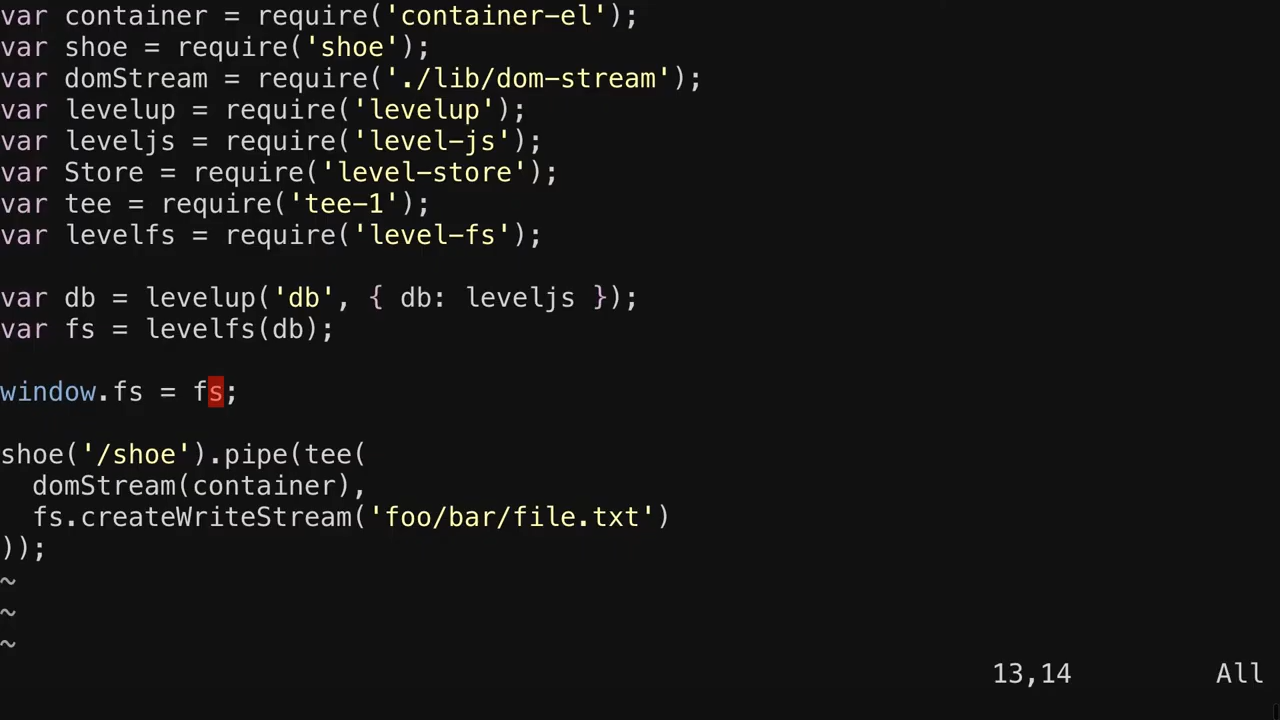 var container = require('container-el');
var shoe = require('shoe');
var domStream = require('./lib/dom-stream');
var levelup = require('levelup');
var leveljs = require('level-js');
var Store = require('level-store');
var tee = require('tee-1');
var levelfs = require('level-fs');

var db = levelup('db', { db: leveljs });
var fs = levelfs(db);

window.fs = fs;

shoe('/shoe').pipe(tee(
  domStream(container),
  fs.createWriteStream('foo/bar/file.txt')
));
~
~
~
13,14 All